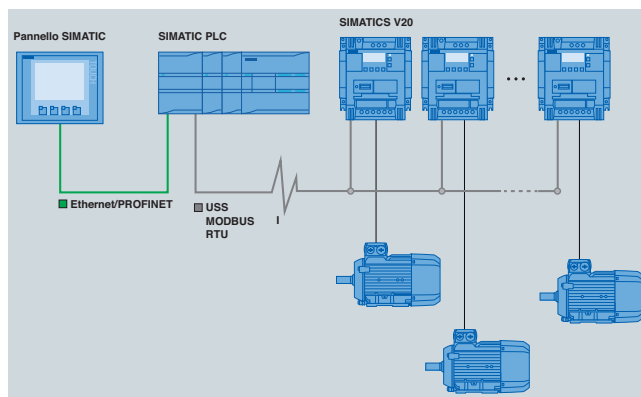 Pannello SIMATIC
SIMATIC PLC
SIMATICS V20
Ethernet/PROFINET
USS
MODBUS
RTU
I